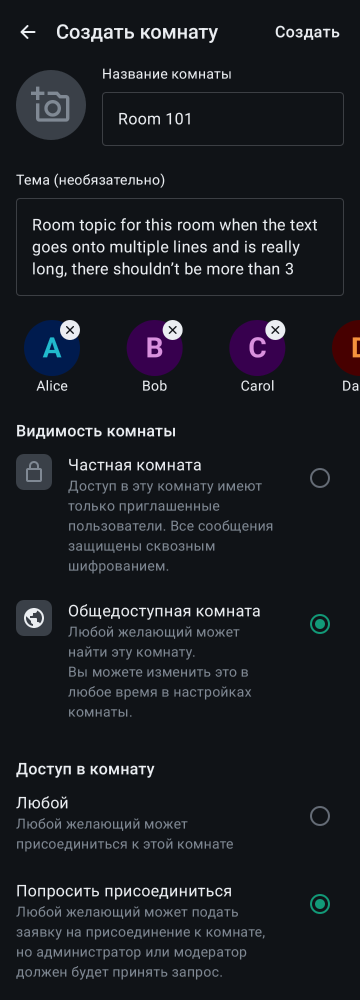 Создать комнату
Создать
Название комнаты
Room 101
Тема (необязательно)
Room topic for this room when the text
goes onto multiple lines and is really
long, there shouldn’t be more than 3
A
B
C
Alice
Bob
Carol
Da
Видимость комнаты
Частная комната
Доступ в эту комнату имеют
только приглашенные
пользователи. Все сообщения
защищены сквозным
шифрованием.
Общедоступная комната
Любой желающий может
найти эту комнату.
Вы можете изменить это в
любое время в настройках
комнаты.
Доступ в комнату
Любой
Любой желающий может
присоединиться к этой комнате
Попросить присоединиться
Любой желающий может подать
заявку на присоединение к комнате,
но администратор или модератор
должен будет принять запрос.